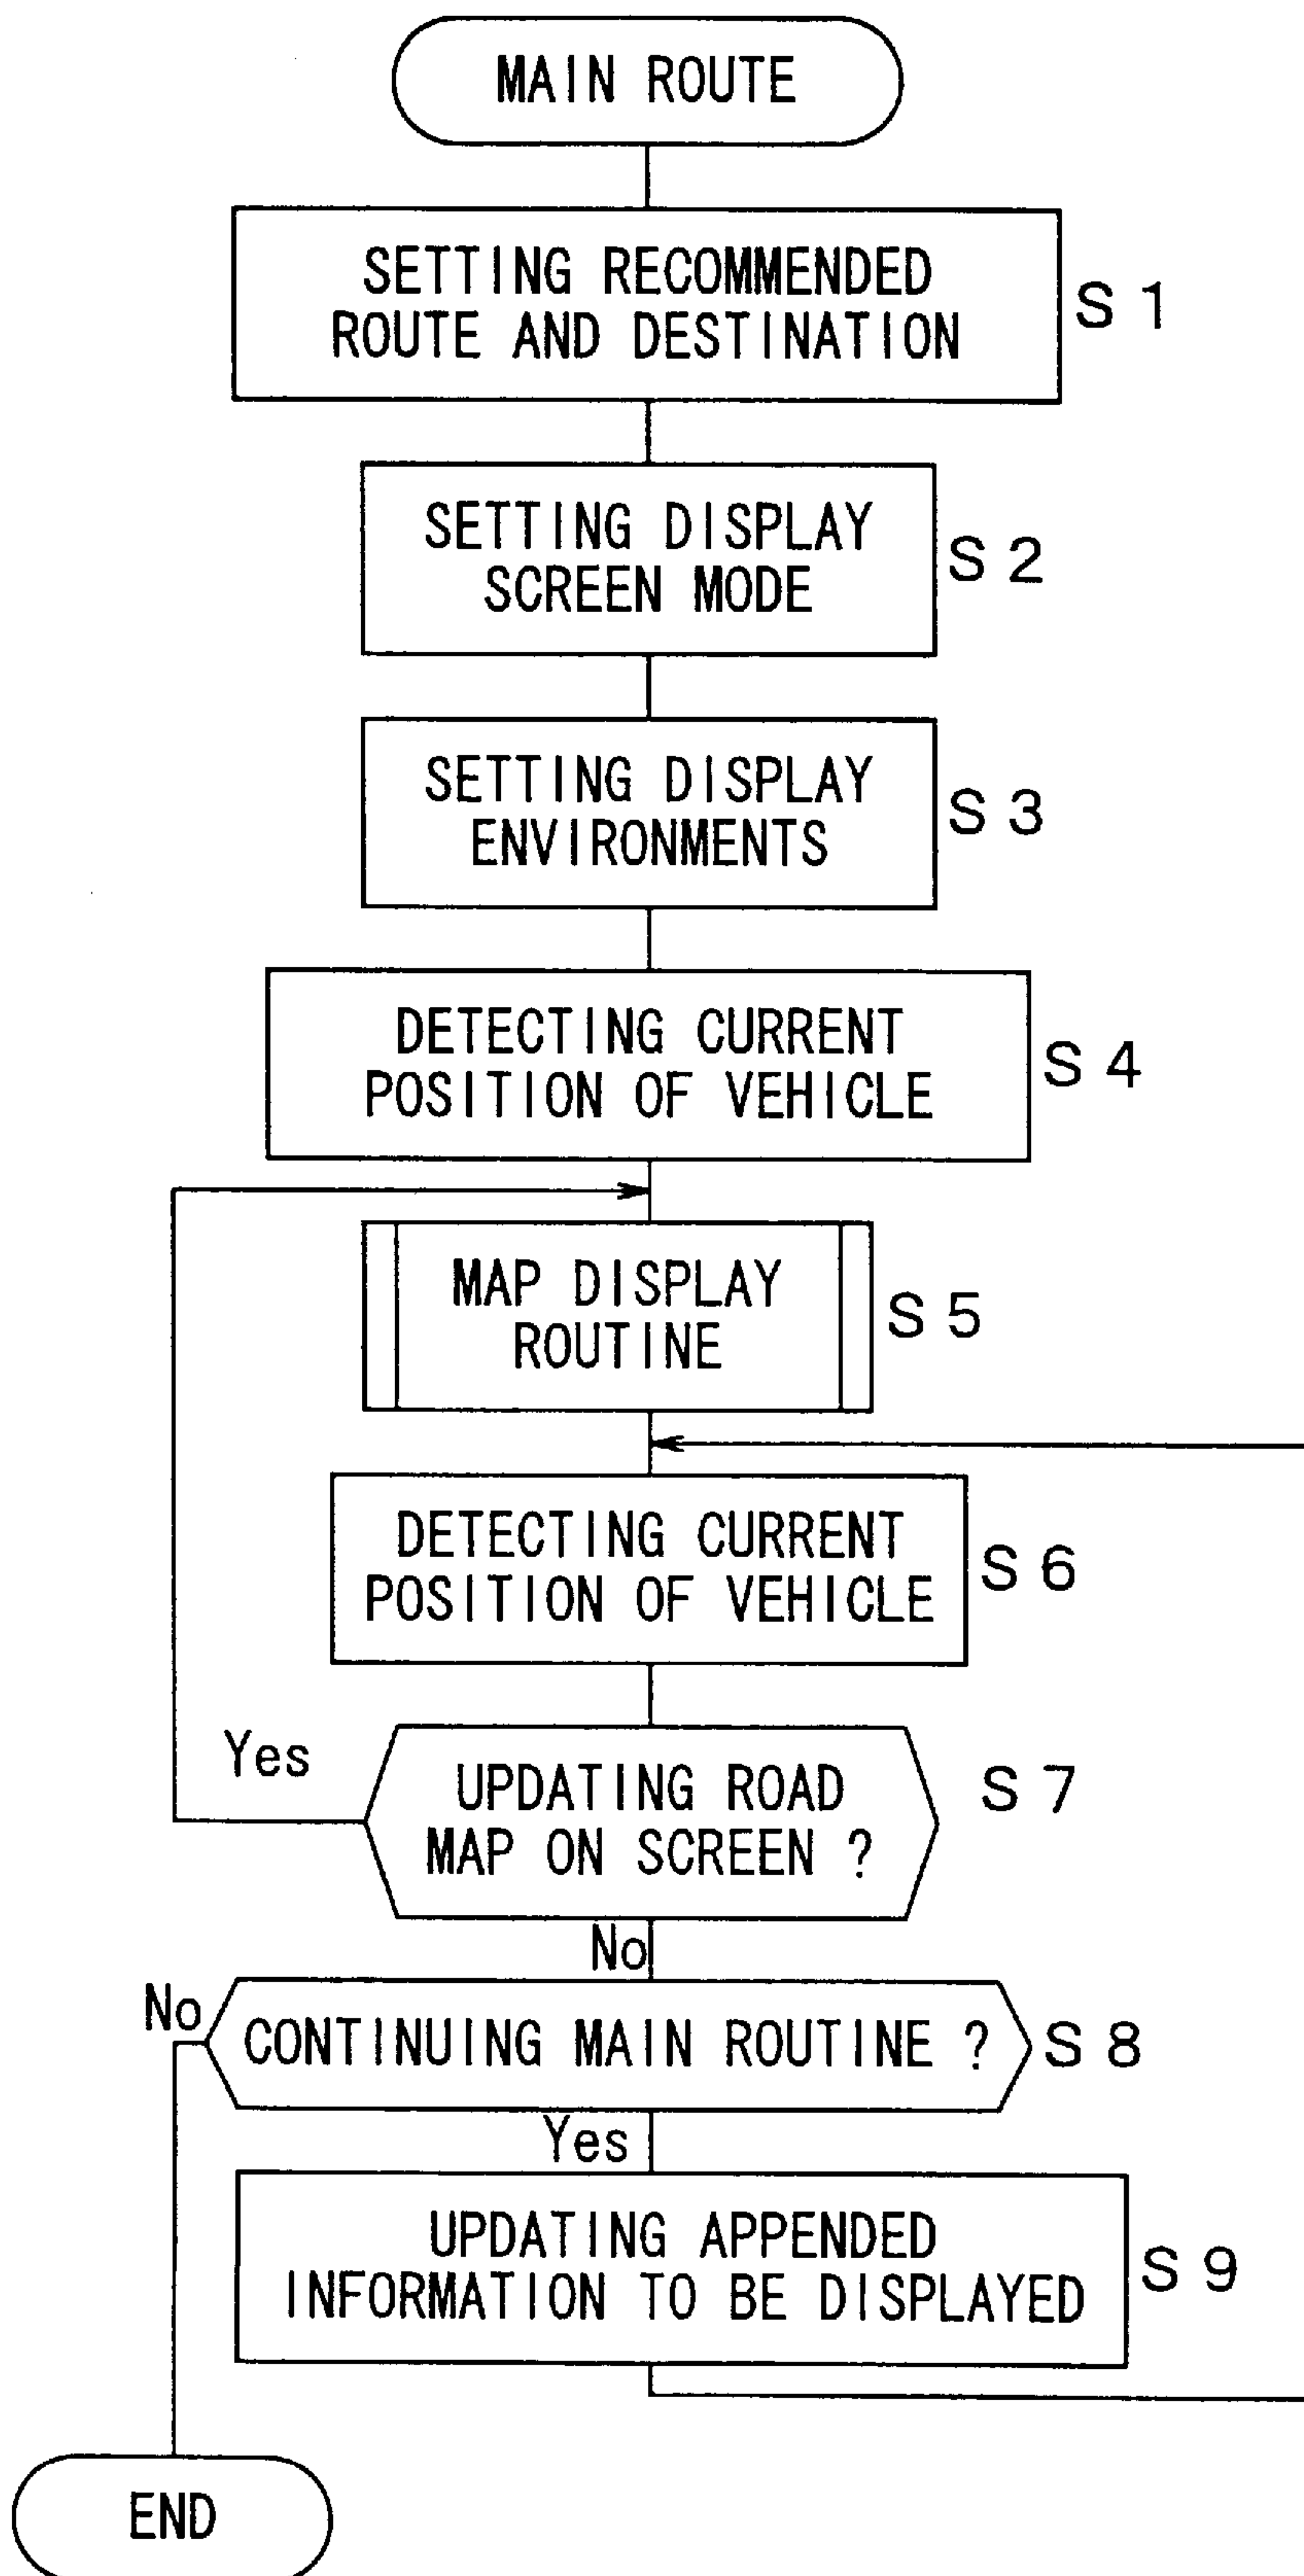 MAIN ROUTE
SETTING RECOMMENDED
ROUTE AND DESTINATION
S 1
SETTING DISPLAY
SCREEN MODE
S 2
SETTING DISPLAY
ENVIRONMENTS
S 3
DETECTING CURRENT
POSITION OF VEHICLE
S 4
MAP DISPLAY
ROUTINE
S 5
DETECTING CURRENT
POSITION OF VEHICLE
S 6
Yes
UPDATING ROAD
MAP ON SCREEN ?
S 7
No
No
CONTINUING MAIN ROUTINE ?
S 8
Yes
UPDATING APPENDED
INFORMATION TO BE DISPLAYED
S 9
END